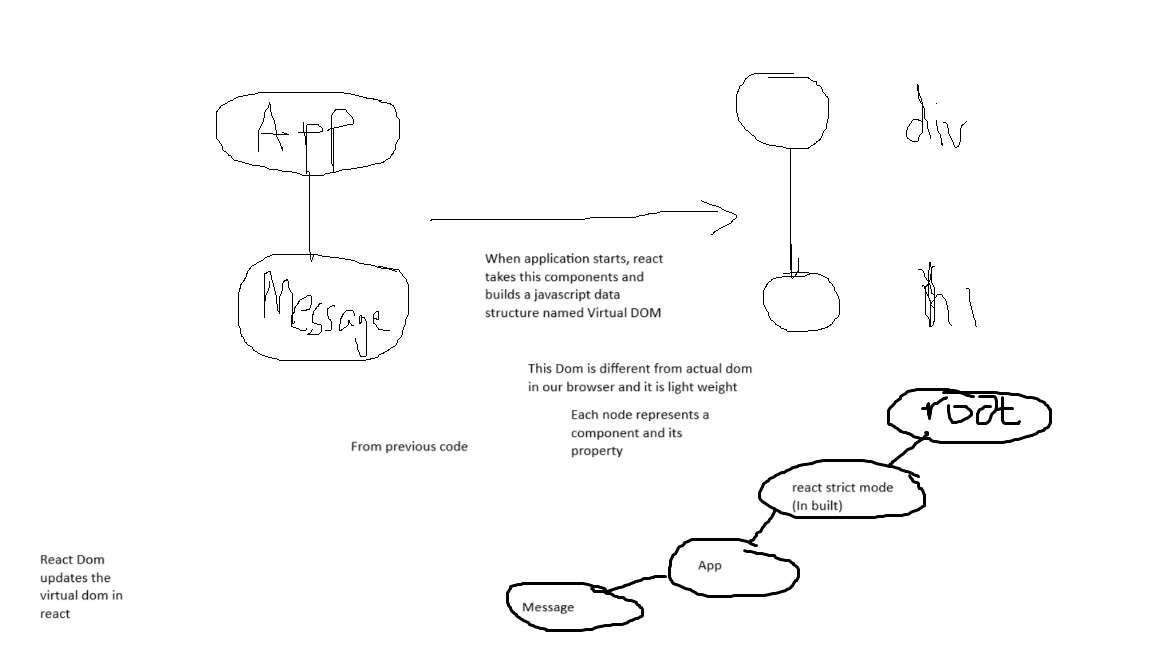 App
div
When application starts, react
takes this components and
builds a javascript data
structure named Virtual DOM
Message
h1
This Dom is different from actual dom
in our browser and it is light weight
Each node represents a
component and its
property
From previous code
root
react strict mode
(In built)
App
Message
React Dom
updates the
virtual dom in
react